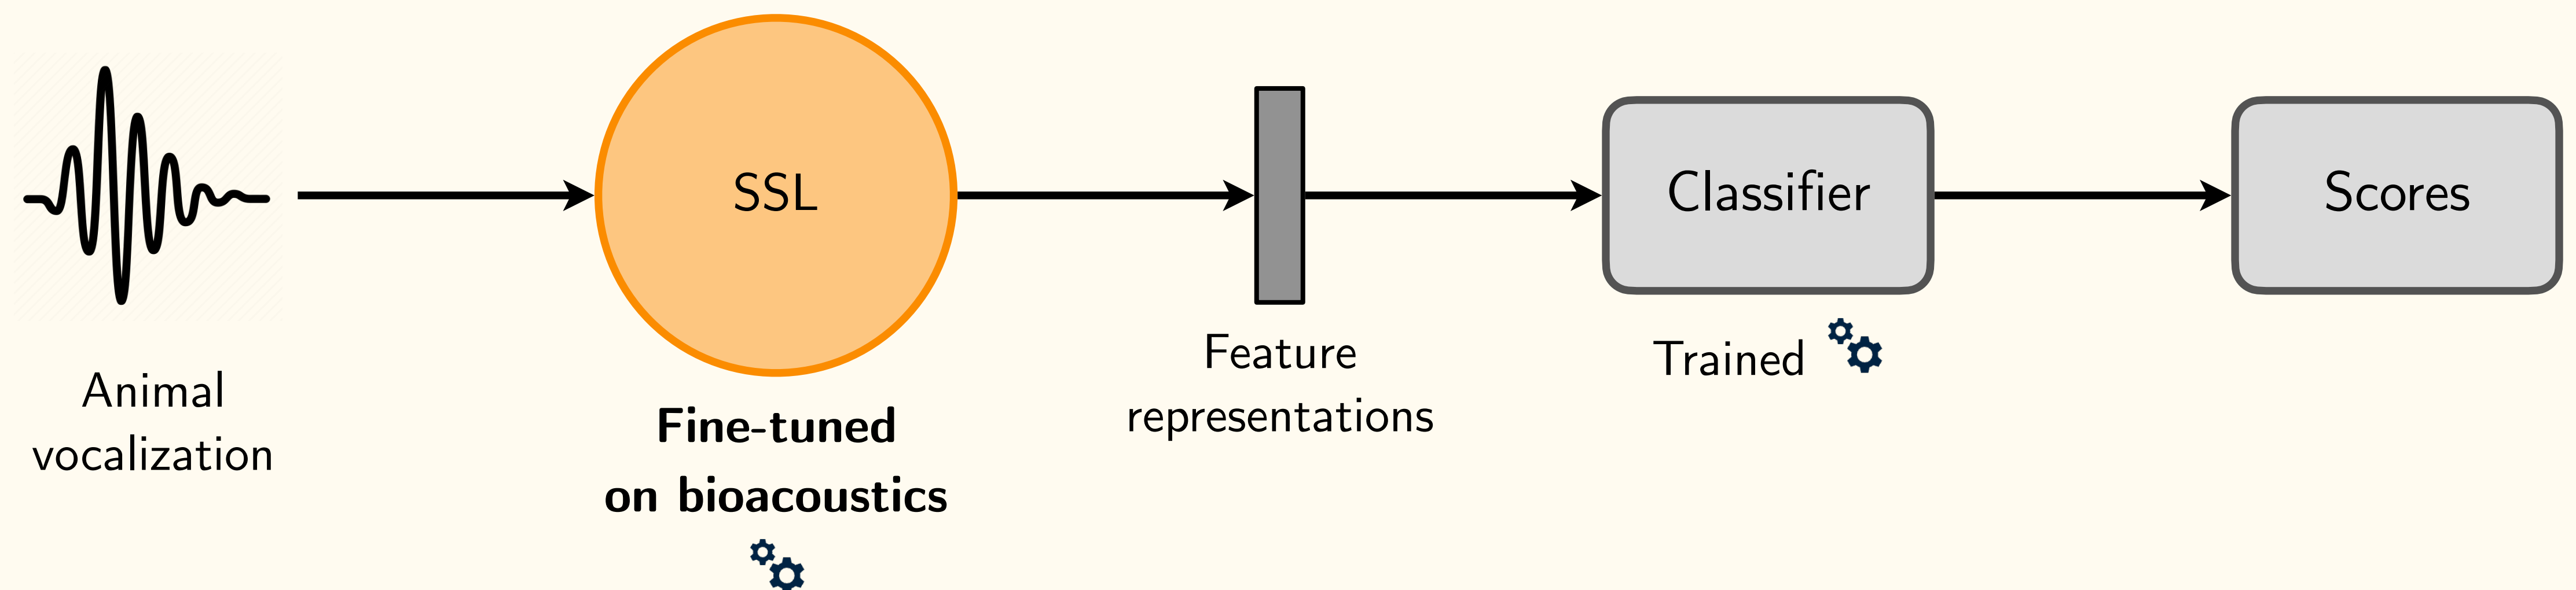 Animal
vocalization
SSL
Fine-tuned
on bioacoustics
Feature
representations
Classifier
Trained
Scores